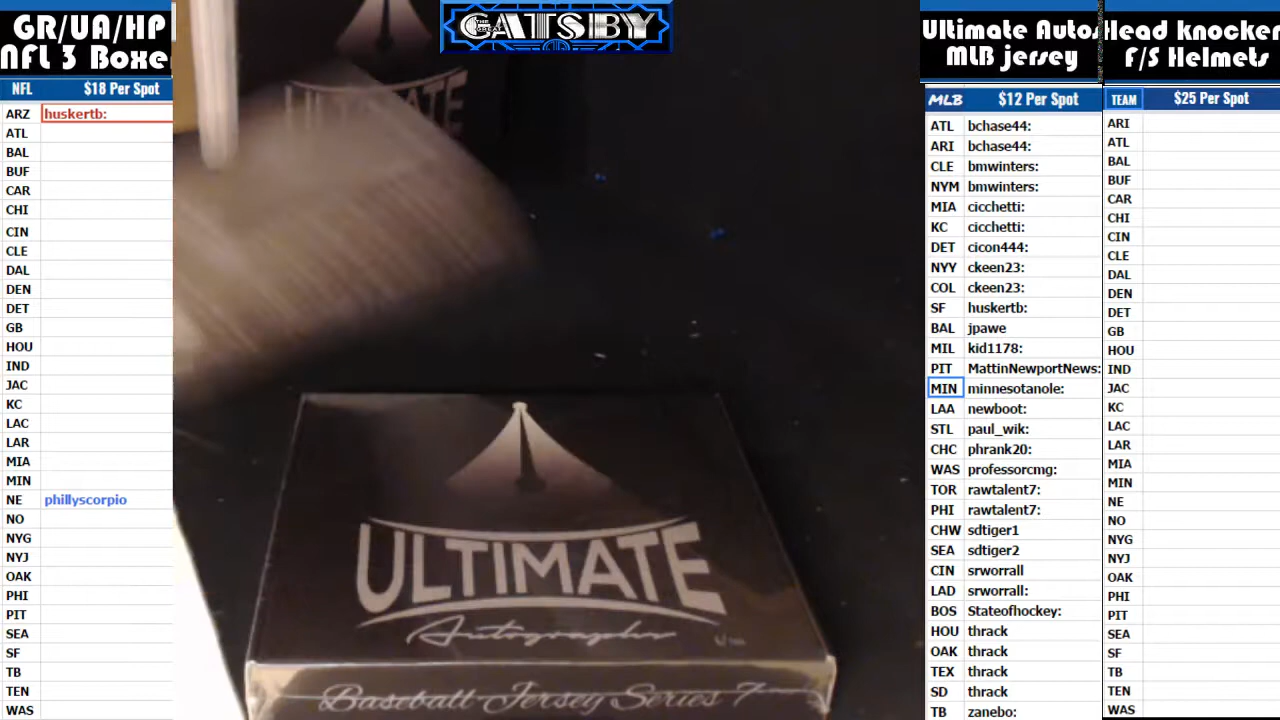 GR/UA/HP
NFL 3 Boxe
NFL $18 Per Spot
ARZ huskertb:
ATL
BAL
BUF
CAR
CHI
CIN
CLE
DAL
DEN
DET
GB
HOU
IND
JAC
KC
LAC
LAR
MIA
MIN
NE phillyscorpio
NO
NYG
NYJ
OAK
PHI
PIT
SEA
SF
TB
TEN
WAS
THE GREAT GATSBY
ULTIMATE
ULTIMATE
Autographs
Baseball Jersey Series 7
Ultimate Autos
MLB jersey
MLB $12 Per Spot
ATL bchase44:
ARI bchase44:
CLE bmwinters:
NYM bmwinters:
MIA cicchetti:
KC cicchetti:
DET cicon444:
NYY ckeen23:
COL ckeen23:
SF huskertb:
BAL jpawe
MIL kid1178:
PIT MattinNewportNews:
MIN minnesotanole:
LAA newboot:
STL paul_wik:
CHC phrank20:
WAS professorcmg:
TOR rawtalent7:
PHI rawtalent7:
CHW sdtiger1
SEA sdtiger2
CIN srworrall
LAD srworrall:
BOS Stateofhockey:
HOU thrack
OAK thrack
TEX thrack
SD thrack
TB zanebo:
Head knocker
F/S Helmets
TEAM $25 Per Spot
ARI
ATL
BAL
BUF
CAR
CHI
CIN
CLE
DAL
DEN
DET
GB
HOU
IND
JAC
KC
LAC
LAR
MIA
MIN
NE
NO
NYG
NYJ
OAK
PHI
PIT
SEA
SF
TB
TEN
WAS